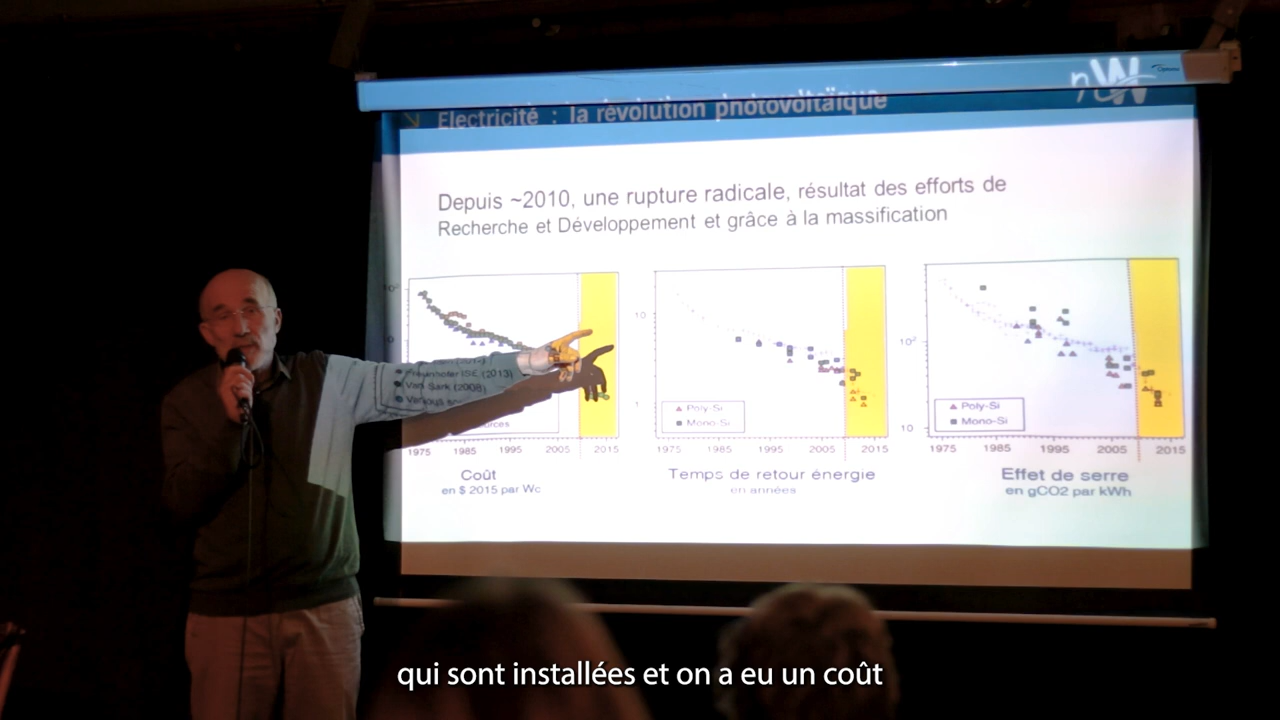 nW
Optoma
Electricité : la révolution photovoltaïque
Depuis ~2010, une rupture radicale, résultat des efforts de
Recherche et Développement et grâce à la massification
10²
0
10
1
10²
10
Fraunhofer ISE (2013)
Van Sark (2008)
Various
Poly-Si
Mono-Si
Poly-Si
Mono-Si
1975 1985 1995 2005 2015
1975 1985 1995 2005 2015
1975 1985 1995 2005 2015
Coût
en $ 2015 par Wc
Temps de retour énergie
en années
Effet de serre
en gCO2 par kWh
qui sont installées et on a eu un coût